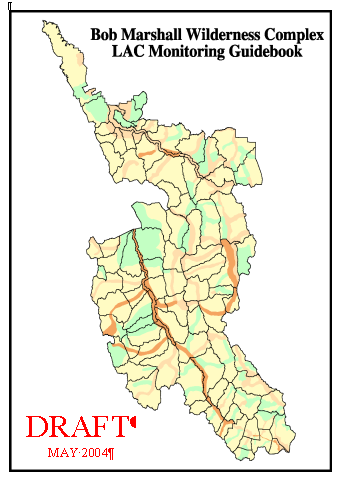 Bob Marshall Wilderness Complex
LAC Monitoring Guidebook
DRAFT¶
MAY·2004¶